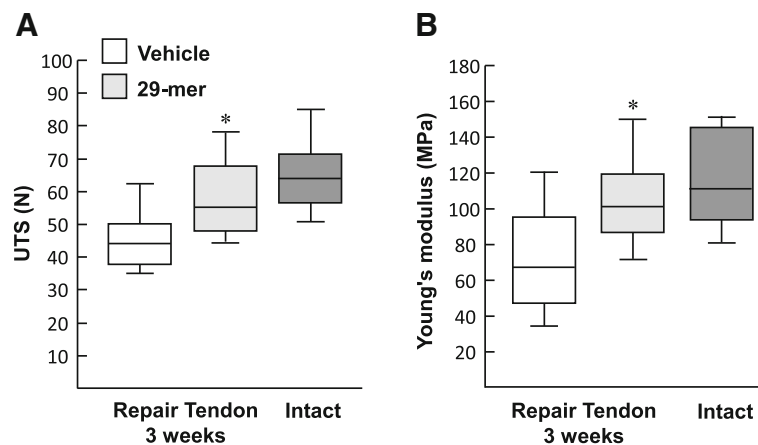 A
UTS (N)
100
90
80
70
60
50
40
30
20
10
Vehicle
29-mer
*
Repair Tendon
3 weeks
Intact
B
Young's modulus (MPa)
180
160
140
120
100
80
60
40
20
*
Repair Tendon
3 weeks
Intact